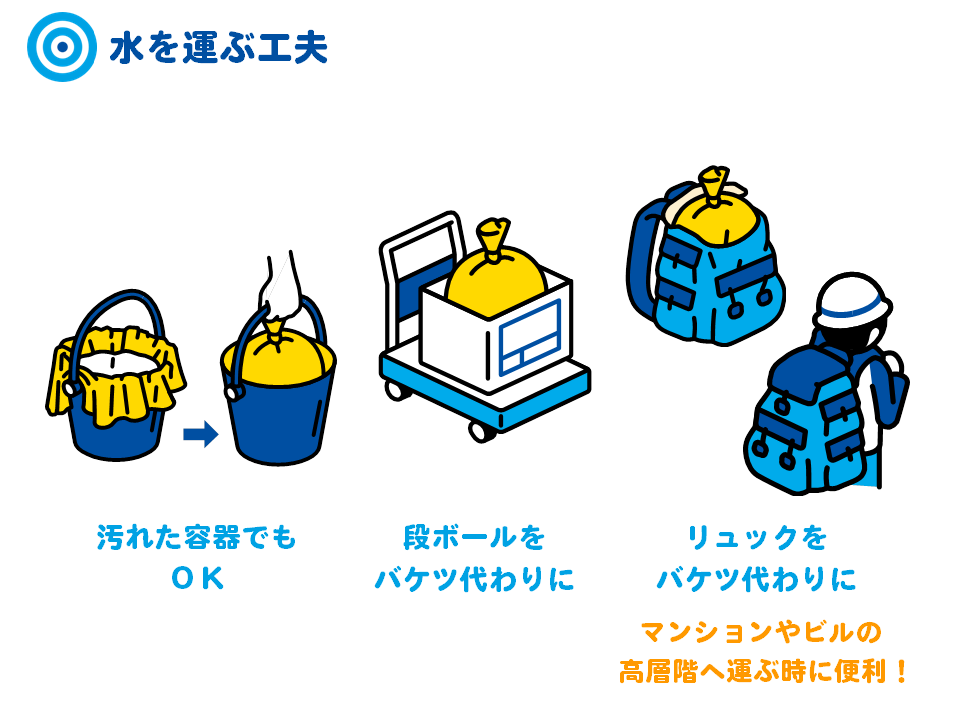 水を運ぶ工夫
汚れた容器でも
OK
段ボールを
バケツ代わりに
リュックを
バケツ代わりに
マンションやビルの
高層階へ運ぶ時に便利！